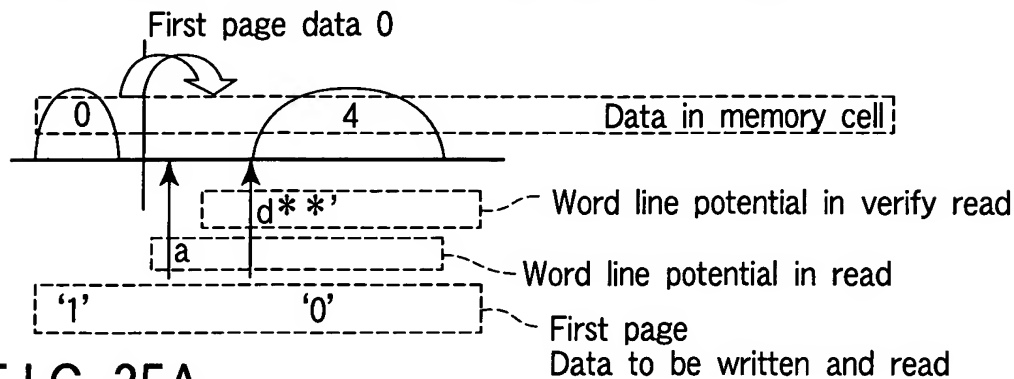 First page data 0
0 4 Data in memory cell
d**' Word line potential in verify read
a Word line potential in read
'1' '0' First page
Data to be written and read